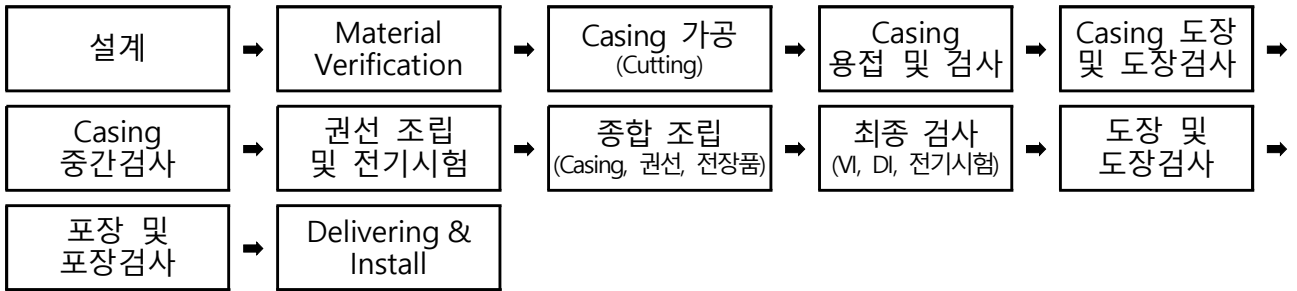 설계
Material
Verification
Casing 가공
(Cutting)
Casing
용접 및 검사
Casing 도장
및 도장검사
Casing
중간검사
권선 조립
및 전기시험
종합 조립
(Casing, 권선, 전장품)
최종 검사
(VI, DI, 전기시험)
도장 및
도장검사
포장 및
포장검사
Delivering &
Install